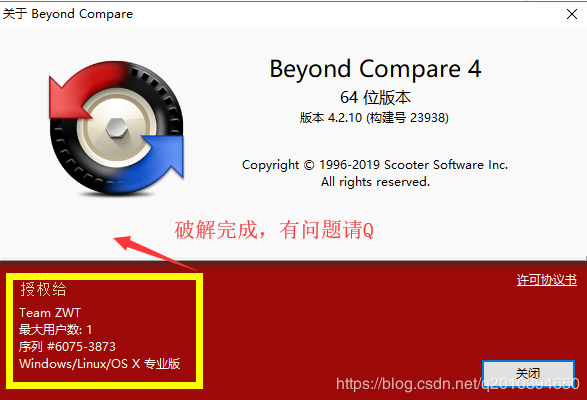 关于 Beyond Compare
Beyond Compare 4
64 位版本
版本 4.2.10 (构建号 23938)
Copyright © 1996-2019 Scooter Software Inc.
All rights reserved.
破解完成，有问题请Q
授权给
许可协议书
Team ZWT
最大用户数: 1
序列 #6075-3873
Windows/Linux/OS X 专业版
关闭
https://blog.csdn.net/q2010394650